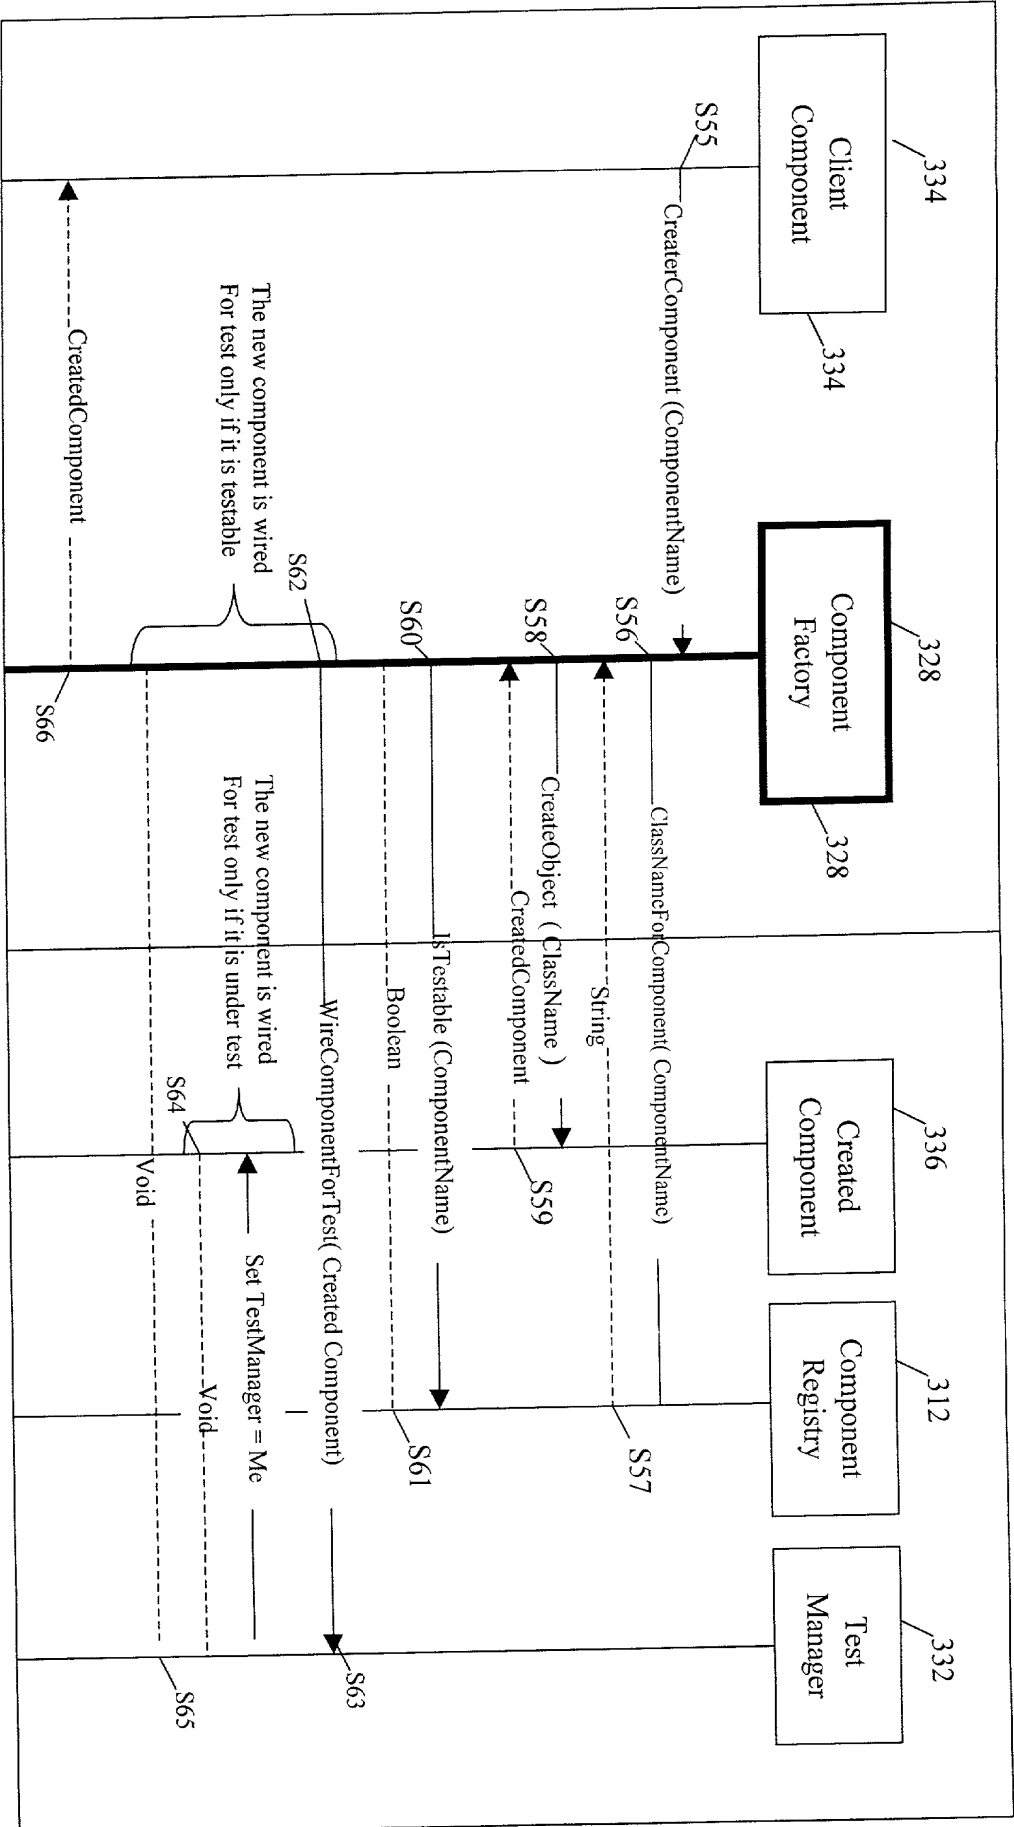 334
Client
Component
334
328
Component
Factory
328
336
Created
Component
312
Component
Registry
332
Test
Manager
S55
CreaterComponent (ComponentName)
S56
ClassNameForComponent( ComponentName)
String
S57
S58
CreateObject ( ClassName )
CreatedComponent
S59
S60
IsTestable (ComponentName)
Boolean
S61
S62
WireComponentForTest( Created Component)
S63
The new component is wired
For test only if it is testable
The new component is wired
For test only if it is under test
Set TestManager = Me
S64
Void
Void
S65
CreatedComponent
S66